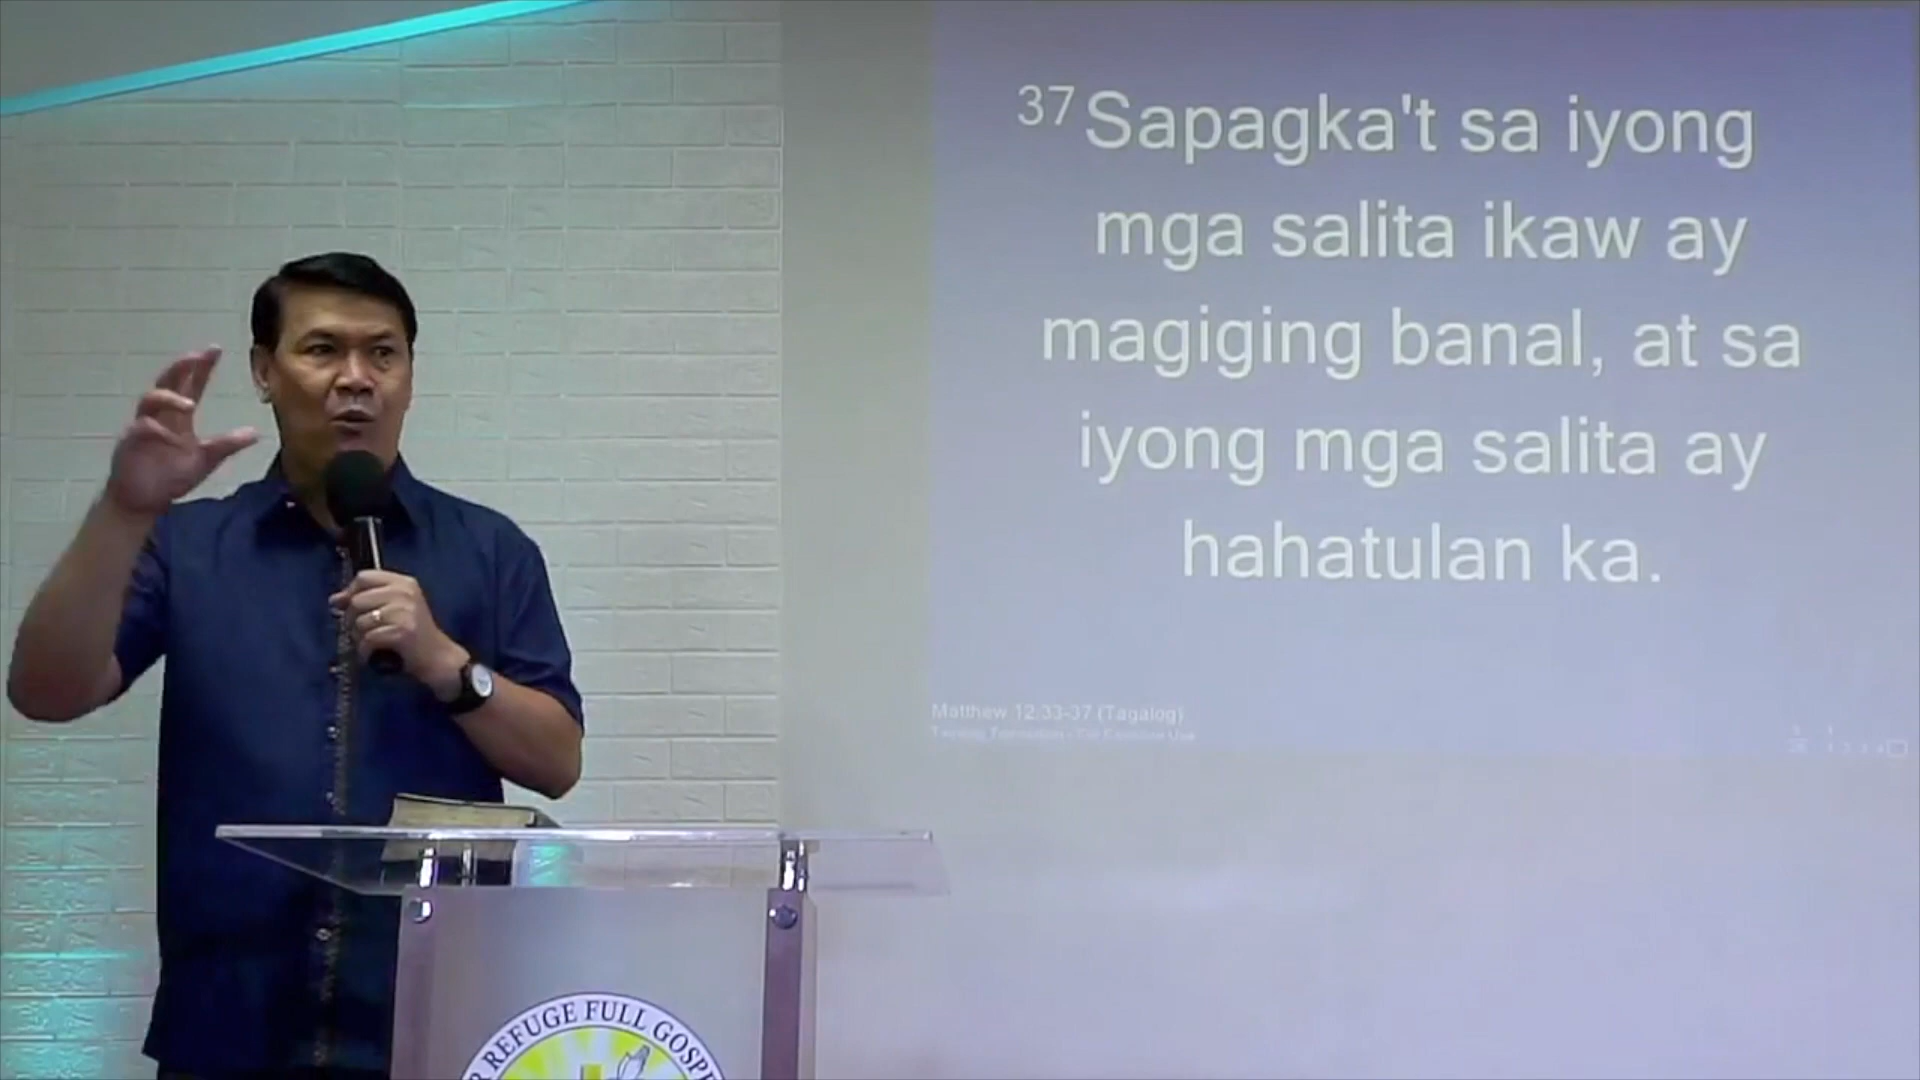 37 Sapagka't sa iyong
mga salita ikaw ay
magiging banal, at sa
iyong mga salita ay
hahatulan ka.
Matthew 12:33-37 (Tagalog)
REFUGE FULL GOSPE